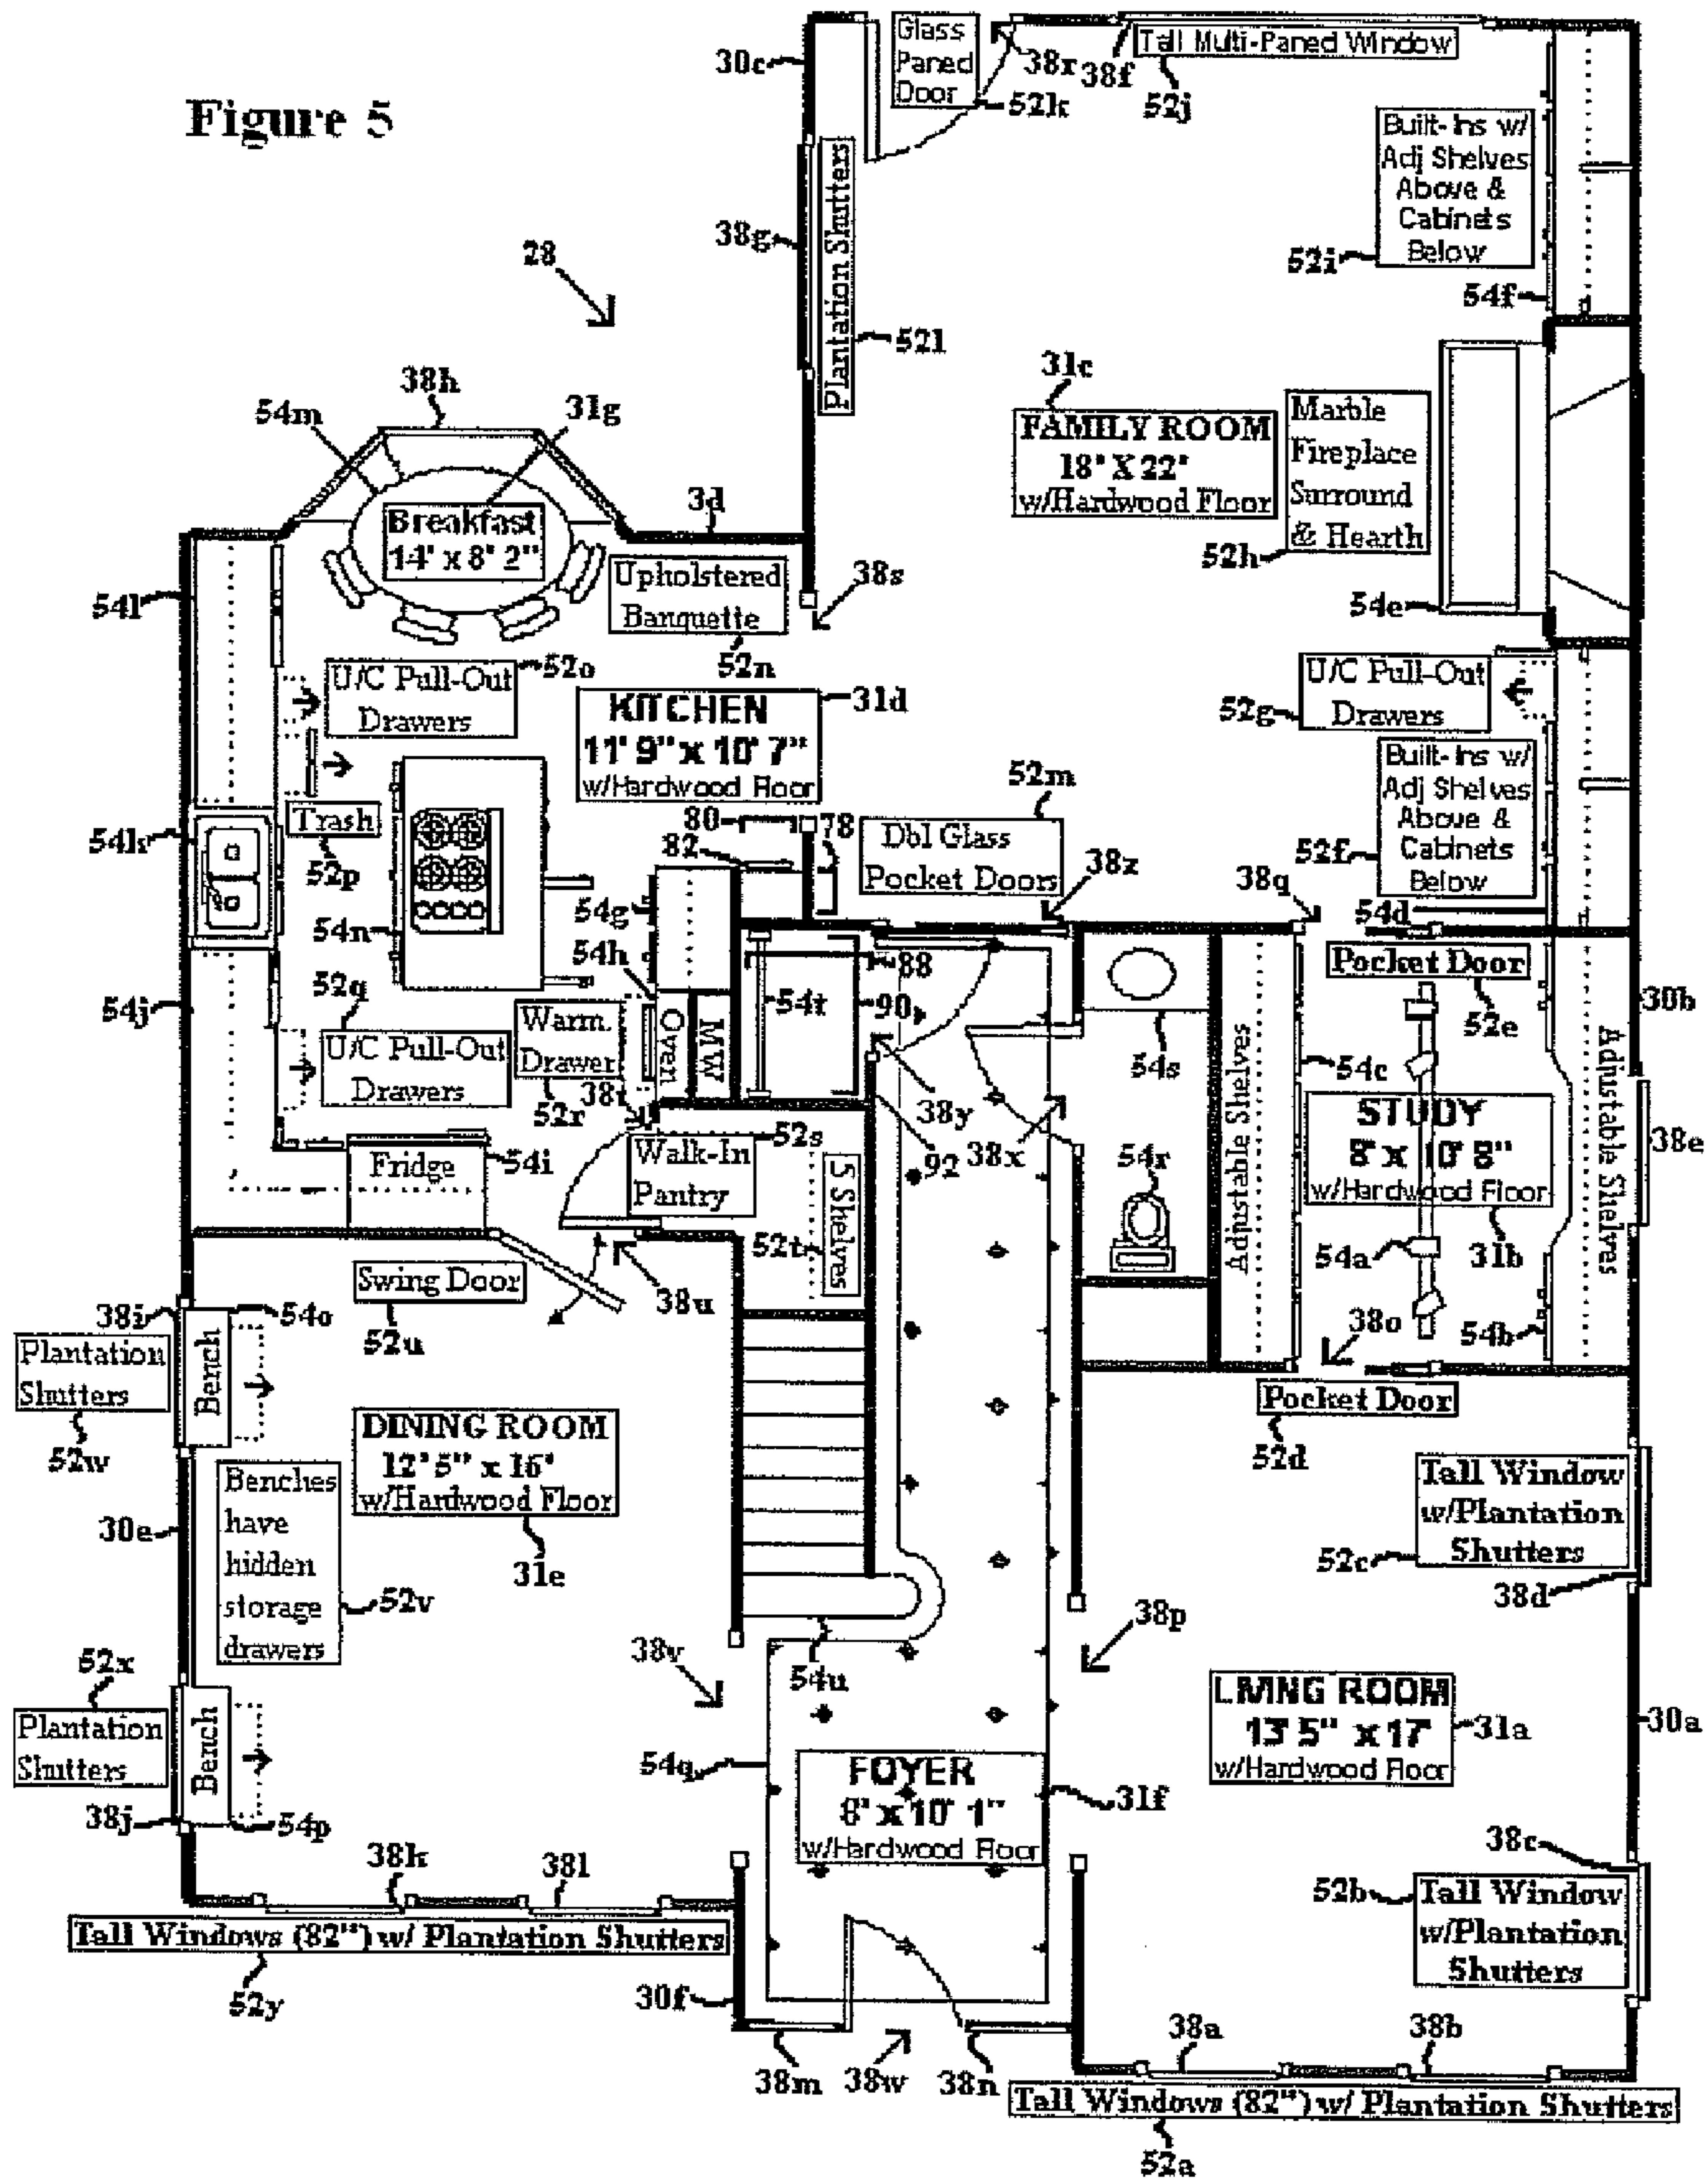 Figure 5
Glass
Paned
Door
52k
38r
38f
Tall Multi-Paned Window
52j
30c
Built-Ins w/
Adj Shelves
Above &
Cabinets
Below
52i
54f
38g
Plantation Shutters
52l
28
31c
FAMILY ROOM
18' X 22'
w/Hardwood Floor
Marble
Fireplace
Surround
& Hearth
52h
54e
38h
54m
31g
Breakfast
14' x 8' 2"
3d
Upholstered
Banquette
52n
38s
54l
U/C Pull-Out
Drawers
52o
KITCHEN
11' 9" x 10' 7"
w/Hardwood Floor
31d
U/C Pull-Out
Drawers
52g
Built-Ins w/
Adj Shelves
Above &
Cabinets
Below
52f
54d
52m
Dbl Glass
Pocket Doors
38z
38q
80
78
82
Trash
52p
54k
54n
54g
54h
54j
52q
U/C Pull-Out
Drawers
Warm.
Drawer
52r
38t
Oven
MW
54t
88
90
92
38y
38x
54s
54r
Pocket Door
52e
30b
Adjustable Shelves
54c
STUDY
8' x 10' 8"
w/Hardwood Floor
31b
54a
54b
Adjustable Shelves
38e
38o
Pocket Door
52d
Fridge
54i
Walk-In
Pantry
52s
5 Shelves
52t
Swing Door
52u
38u
38i
Plantation
Shutters
52w
Bench
54o
DINING ROOM
12' 5" x 16'
w/Hardwood Floor
31e
30e
Benches
have
hidden
storage
drawers
52v
Tall Window
w/Plantation
Shutters
52c
38d
38p
38v
54u
52x
Plantation
Shutters
38j
Bench
54p
54q
FOYER
8' x 10' 1"
w/Hardwood Floor
31f
LIVING ROOM
13' 5" x 17'
w/Hardwood Floor
31a
30a
38c
52b
Tall Window
w/Plantation
Shutters
38k
38l
Tall Windows (82") w/ Plantation Shutters
52y
30f
38m
38w
38n
38a
38b
Tall Windows (82") w/ Plantation Shutters
52a